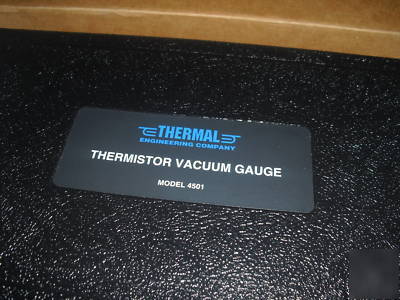 THERMAL
ENGINEERING COMPANY
THERMISTOR VACUUM GAUGE
MODEL 4501